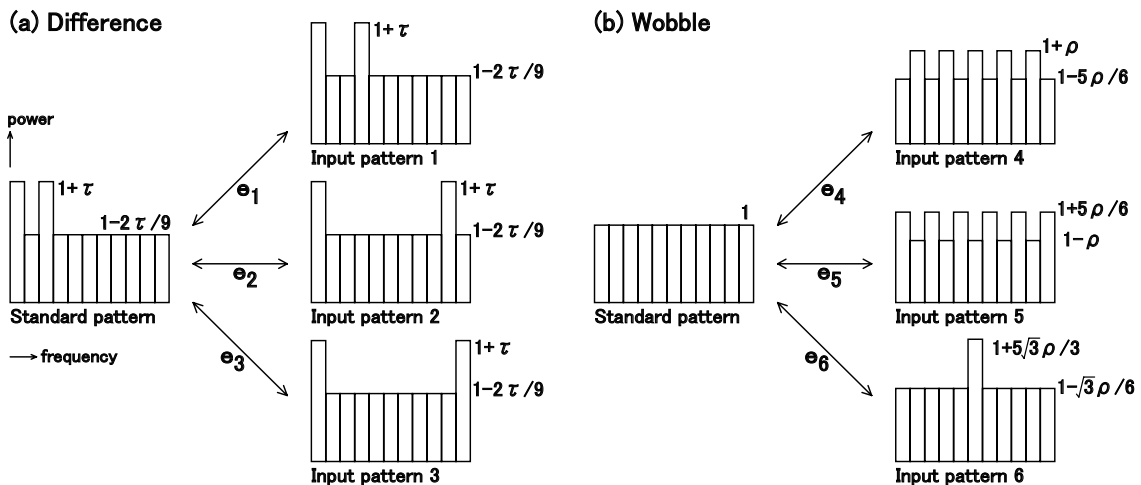 (a) Difference
power
1+τ
1−2τ/9
Standard pattern
frequency
e1
e2
e3
1+τ
1−2τ/9
Input pattern 1
1+τ
1−2τ/9
Input pattern 2
1+τ
1−2τ/9
Input pattern 3
(b) Wobble
1
Standard pattern
e4
e5
e6
1+ρ
1−5ρ/6
Input pattern 4
1+5ρ/6
1−ρ
Input pattern 5
1+5√3ρ/3
1−√3ρ/6
Input pattern 6